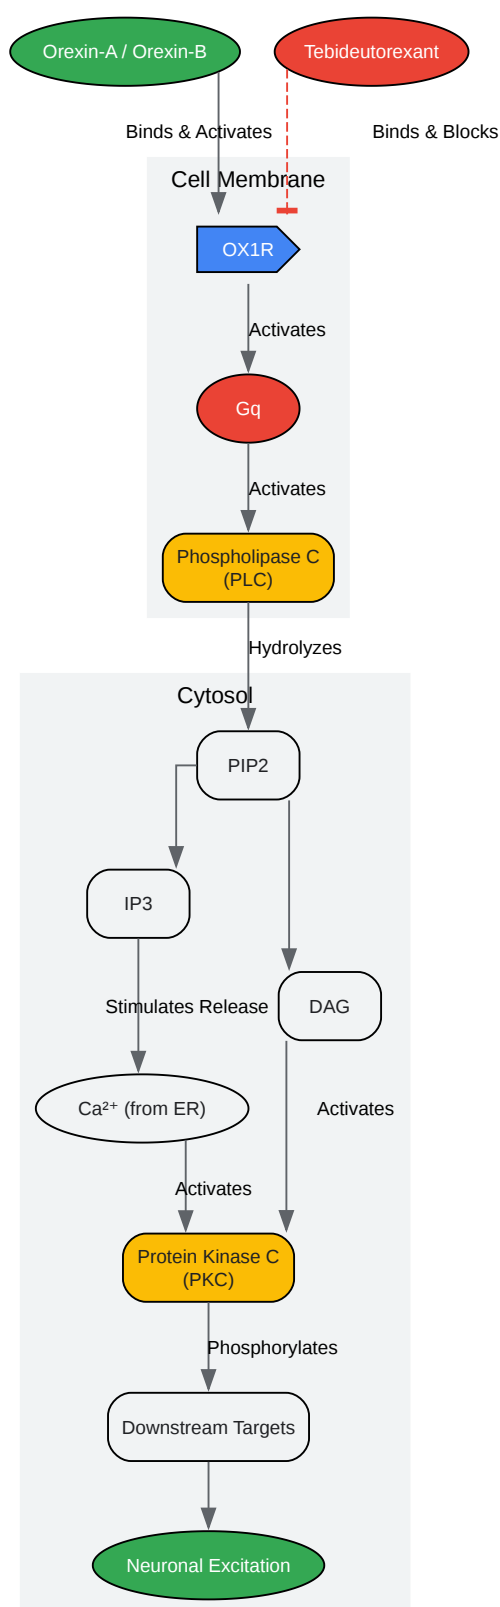 Orexin-A / Orexin-B
Tebideutorexant
Binds & Activates
Binds & Blocks
Cell Membrane
OX1R
Activates
Gq
Activates
Phospholipase C
(PLC)
Hydrolyzes
Cytosol
PIP2
IP3
Stimulates Release
DAG
Ca²⁺ (from ER)
Activates
Activates
Protein Kinase C
(PKC)
Phosphorylates
Downstream Targets
Neuronal Excitation